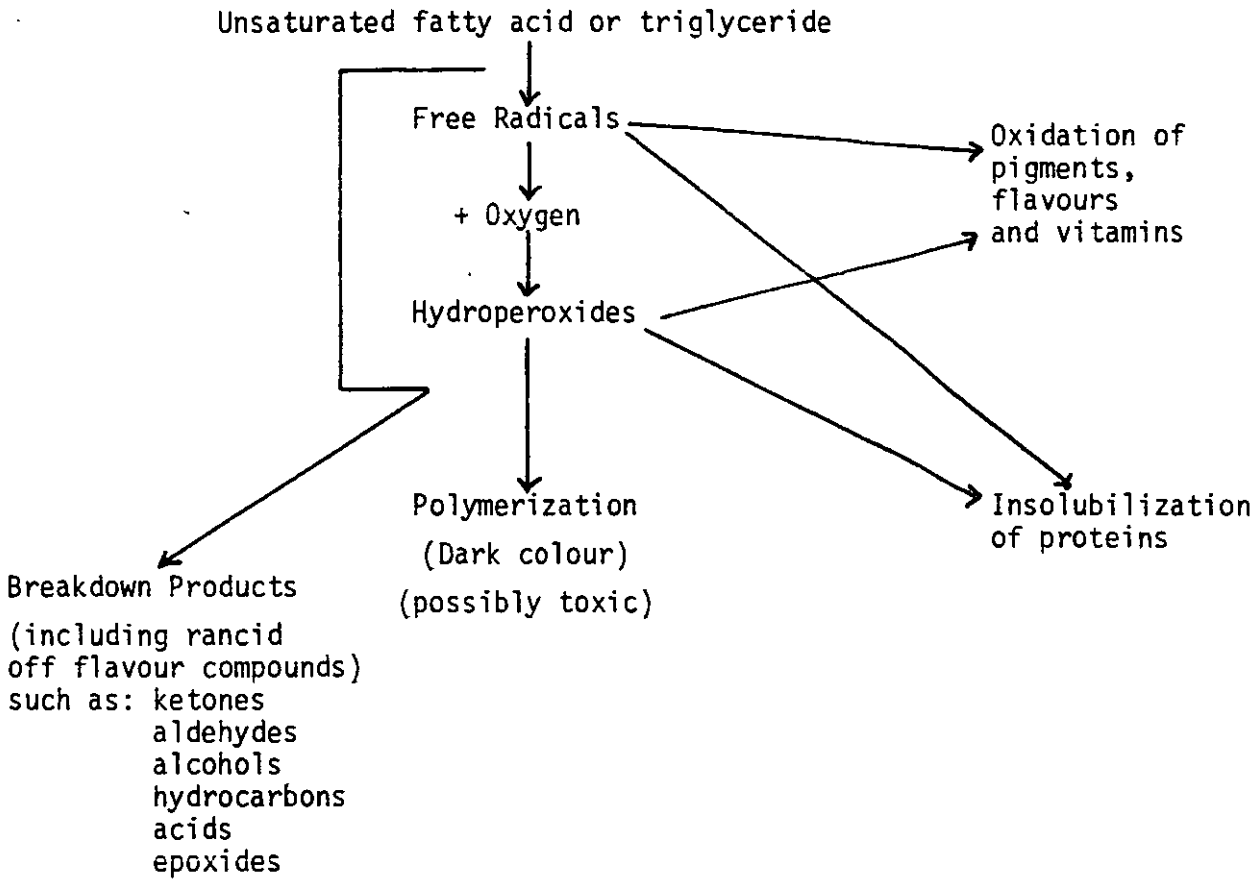 Unsaturated fatty acid or triglyceride
Free Radicals
+ Oxygen
Hydroperoxides
Oxidation of
pigments,
flavours
and vitamins
Polymerization
(Dark colour)
(possibly toxic)
Insolubilization
of proteins
Breakdown Products
(including rancid
off flavour compounds)
such as: ketones
aldehydes
alcohols
hydrocarbons
acids
epoxides